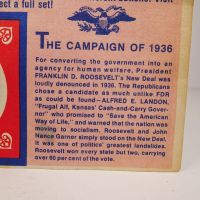 ect a full set!
THE CAMPAIGN OF 1936
For converting the government into an
agency for human welfare, President
FRANKLIN D. ROOSEVELT's New Deal was
loudly denounced in 1936. The Republicans
chose a candidate as much unlike FDR
as could be found—ALFRED E. LANDON,
"Frugal Alf, Kansas' Cash-and-Carry Gover-
nor" who promised to "Save the American
Way of Life," and warned that the nation was
moving to socialism. Roosevelt and John
Nance Garner simply stood on the New Deal.
It was one of politics' greatest landslides.
Roosevelt won every state but two, carrying
over 60 per cent of the vote.